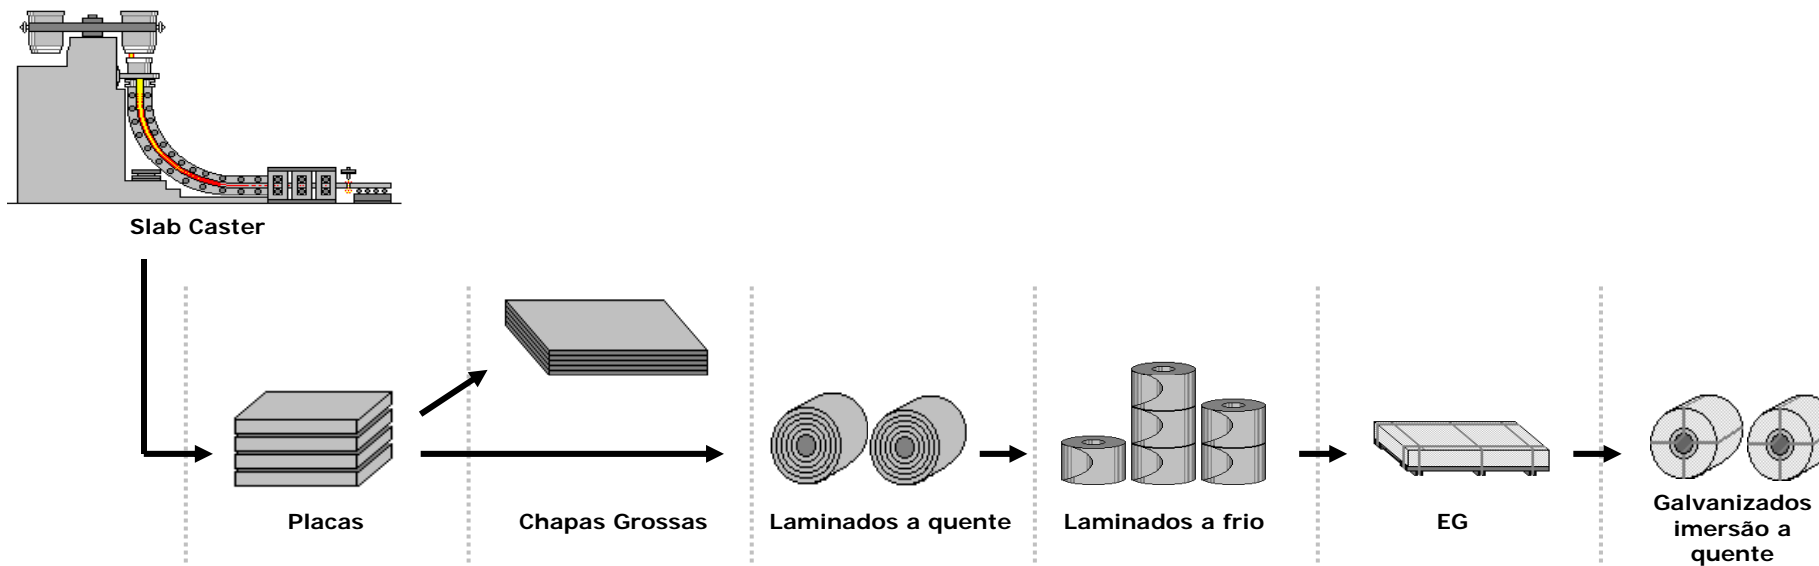 Slab Caster
Placas
Chapas Grossas
Laminados a quente
Laminados a frio
EG
Galvanizados
imersão a
quente